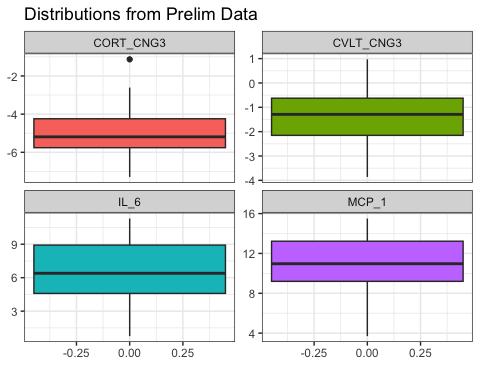 Distributions from Prelim Data
CORT_CNG3
CVLT_CNG3
-2
-4
-6
1
0
-1
-2
-3
-4
IL_6
MCP_1
9
6
3
16
12
8
4
-0.25 0.00 0.25
-0.25 0.00 0.25